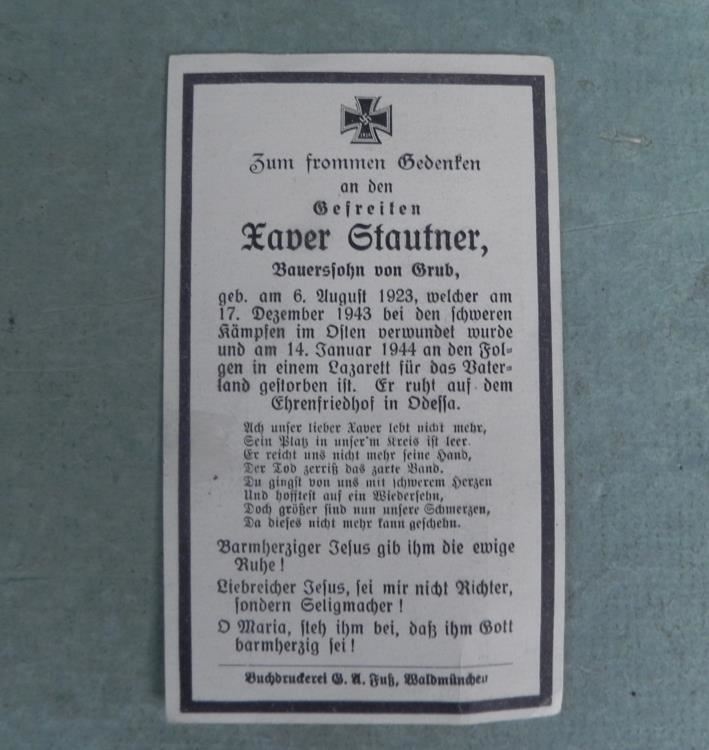 Zum frommen Gedenken
an den
Gefreiten
Xaver Stautner,
Bauerssohn von Grub,
geb. am 6. August 1923, welcher am
17. Dezember 1943 bei den schweren
Kämpfen im Osten verwundet wurde
und am 14. Januar 1944 an den Fol=
gen in einem Lazarett für das Vater=
land gestorben ist. Er ruht auf dem
Ehrenfriedhof in Odessa.
Ach unser lieber Xaver lebt nicht mehr,
Sein Platz in unser'm Kreis ist leer.
Er reicht uns nicht mehr seine Hand,
Der Tod zerriß das zarte Band.
Du gingst von uns mit schwerem Herzen
Und hofftest auf ein Wiedersehn,
Doch größer sind nun unsere Schmerzen,
Da dieses nicht mehr kann geschehn.
Barmherziger Jesus gib ihm die ewige
Ruhe!
Liebreicher Jesus, sei mir nicht Richter,
sondern Seligmacher!
O Maria, steh ihm bei, daß ihm Gott
barmherzig sei!
Buchdruckerei G. A. Fuß, Waldmünchen